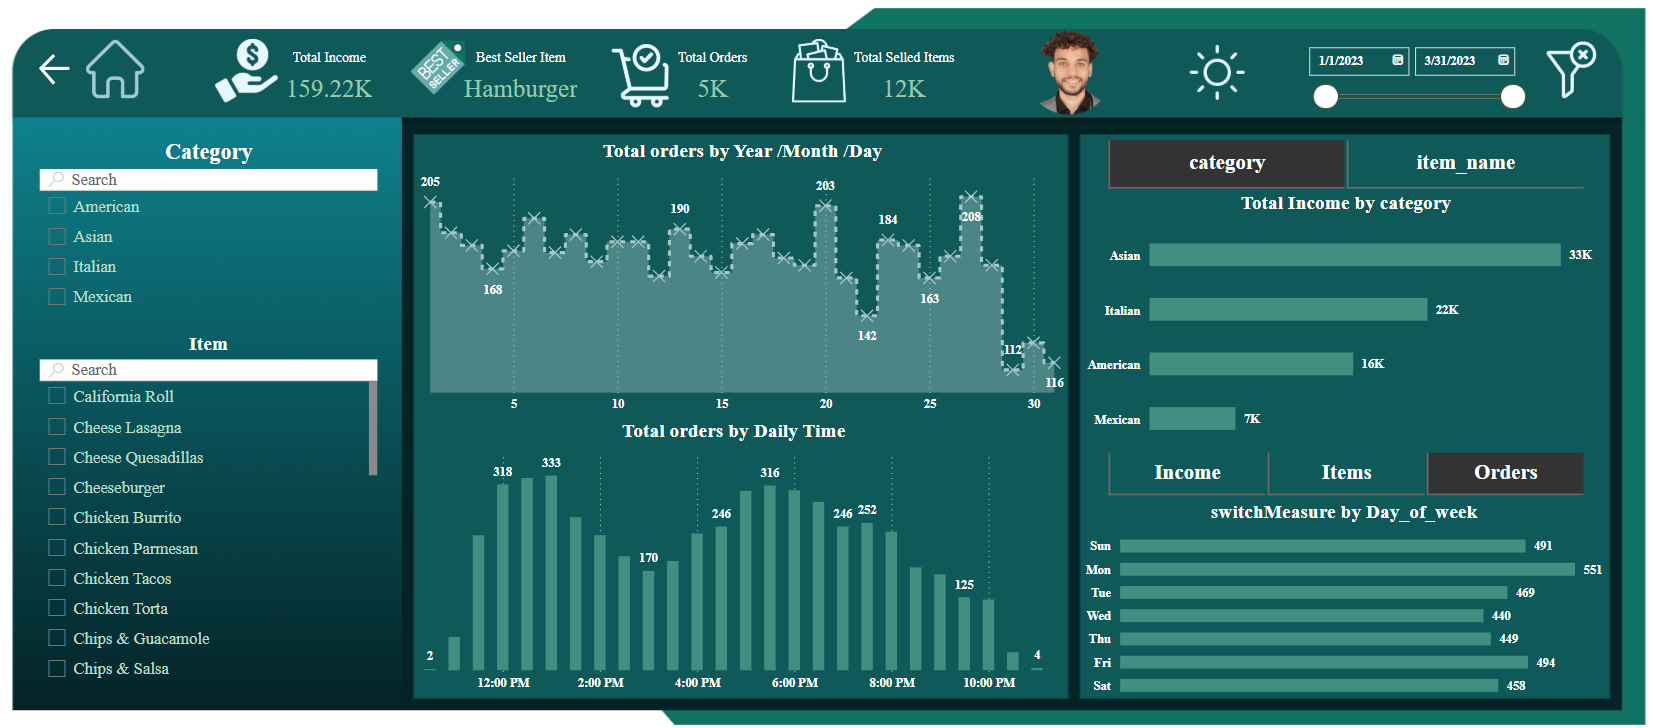 Total Income
159.22K
BEST SELLER
Best Seller Item
Hamburger
Total Orders
5K
Total Selled Items
12K
1/1/2023
3/31/2023
Category
Search
American
Asian
Italian
Mexican
Item
Search
California Roll
Cheese Lasagna
Cheese Quesadillas
Cheeseburger
Chicken Burrito
Chicken Parmesan
Chicken Tacos
Chicken Torta
Chips & Guacamole
Chips & Salsa
Total orders by Year /Month /Day
205
168
190
203
142
184
163
208
112
116
5 10 15 20 25 30
Total orders by Daily Time
2
318
333
170
246
316
246
252
125
4
12:00 PM 2:00 PM 4:00 PM 6:00 PM 8:00 PM 10:00 PM
category item_name
Total Income by category
Asian 33K
Italian 22K
American 16K
Mexican 7K
Income Items Orders
switchMeasure by Day_of_week
Sun 491
Mon 551
Tue 469
Wed 440
Thu 449
Fri 494
Sat 458